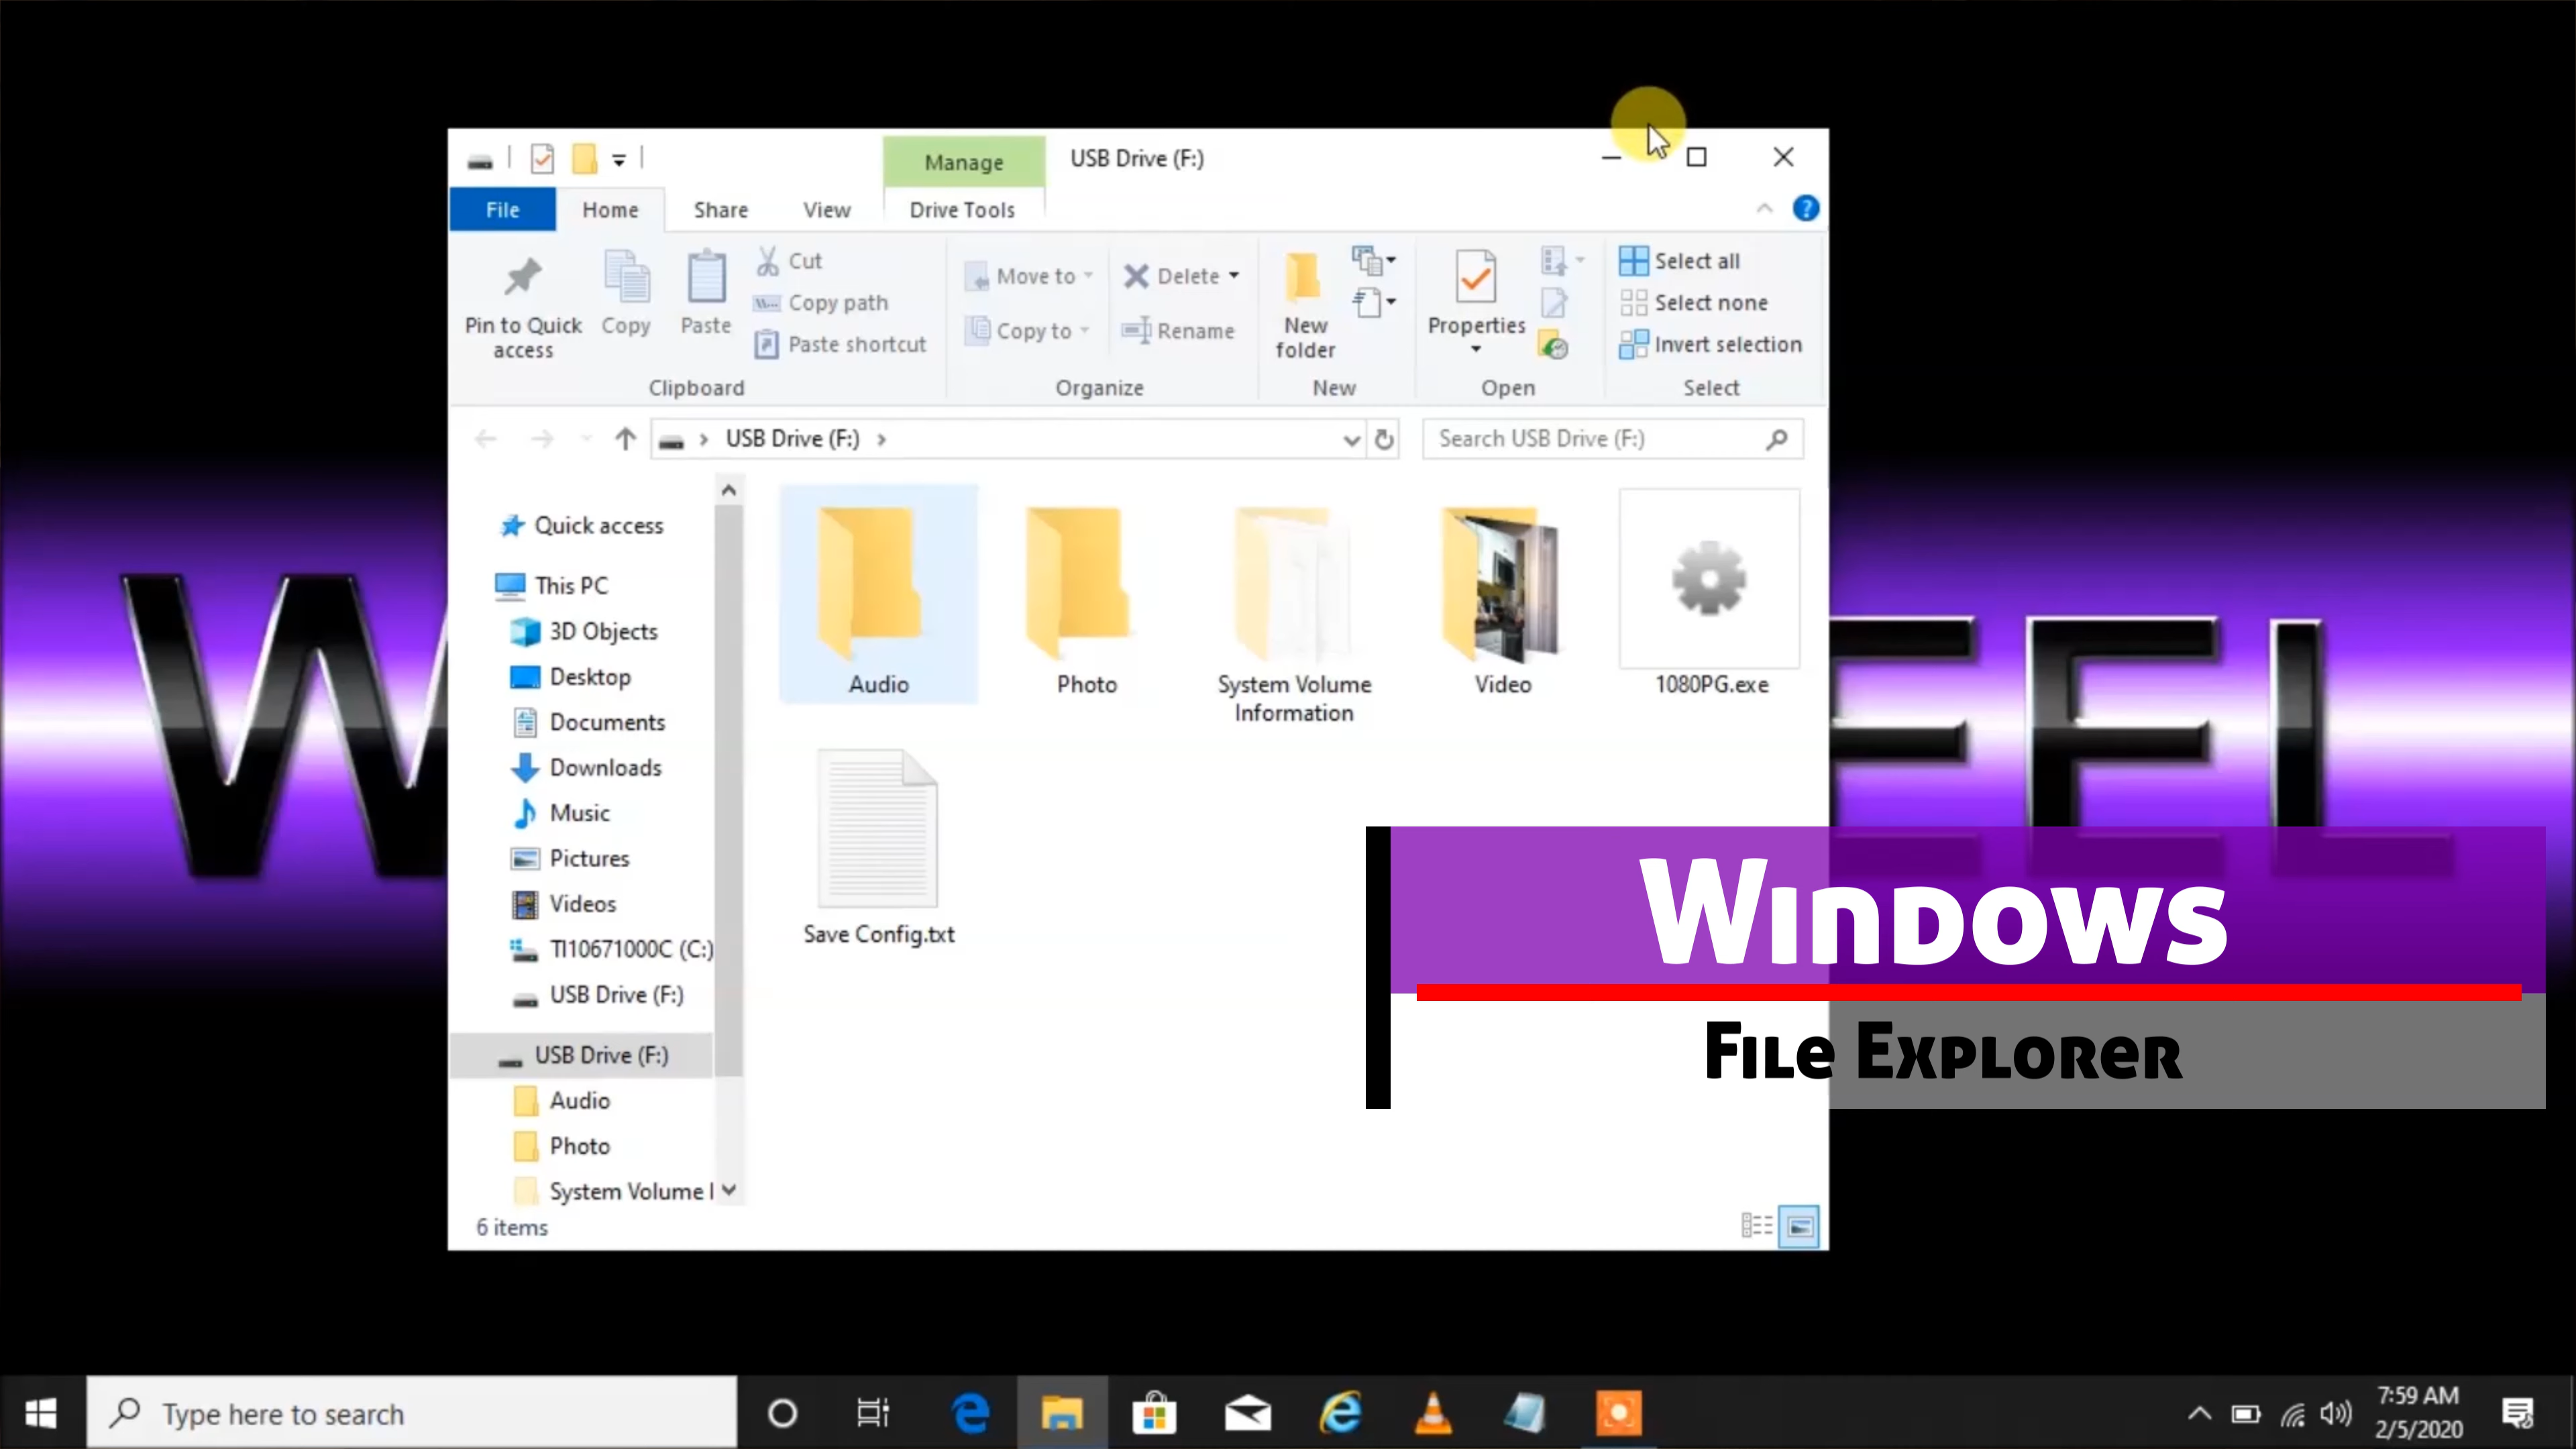 Manage
USB Drive (F:)
File
Home
Share
View
Drive Tools
Pin to Quick access
Copy
Paste
Cut
Copy path
Paste shortcut
Clipboard
Move to
Copy to
Delete
Rename
Organize
New folder
New
Properties
Open
Select all
Select none
Invert selection
Select
USB Drive (F:)
Search USB Drive (F:)
Quick access
This PC
3D Objects
Desktop
Documents
Downloads
Music
Pictures
Videos
TI10671000C (C:)
USB Drive (F:)
USB Drive (F:)
Audio
Photo
System Volume I
6 items
Audio
Photo
System Volume
Information
Video
1080PG.exe
Save Config.txt
W
FFL
Windows
File Explorer
Type here to search
7:59 AM
2/5/2020